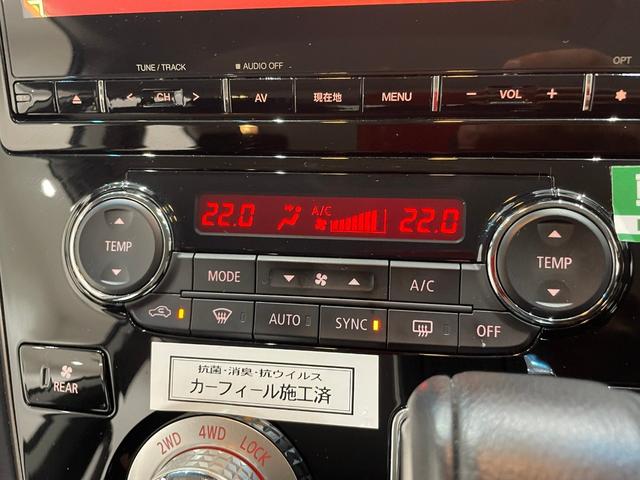 TUNE / TRACK
■ AUDIO OFF
OPT
< CH >
AV
現在地
MENU
− VOL +
22.0 A/C 22.0
TEMP
TEMP
MODE
A/C
AUTO
SYNC
OFF
REAR
抗菌・消臭・抗ウイルス
カーフィール施工済
2WD 4WD LOCK